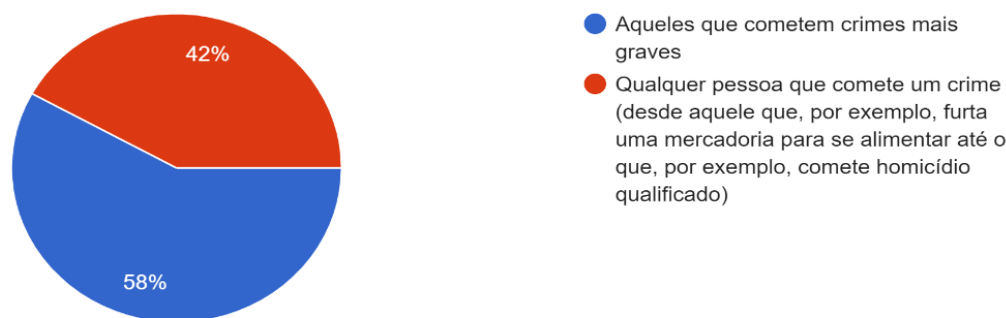 42%
58%
Aqueles que cometem crimes mais
graves
Qualquer pessoa que comete um crime
(desde aquele que, por exemplo, furta
uma mercadoria para se alimentar até o
que, por exemplo, comete homicídio
qualificado)